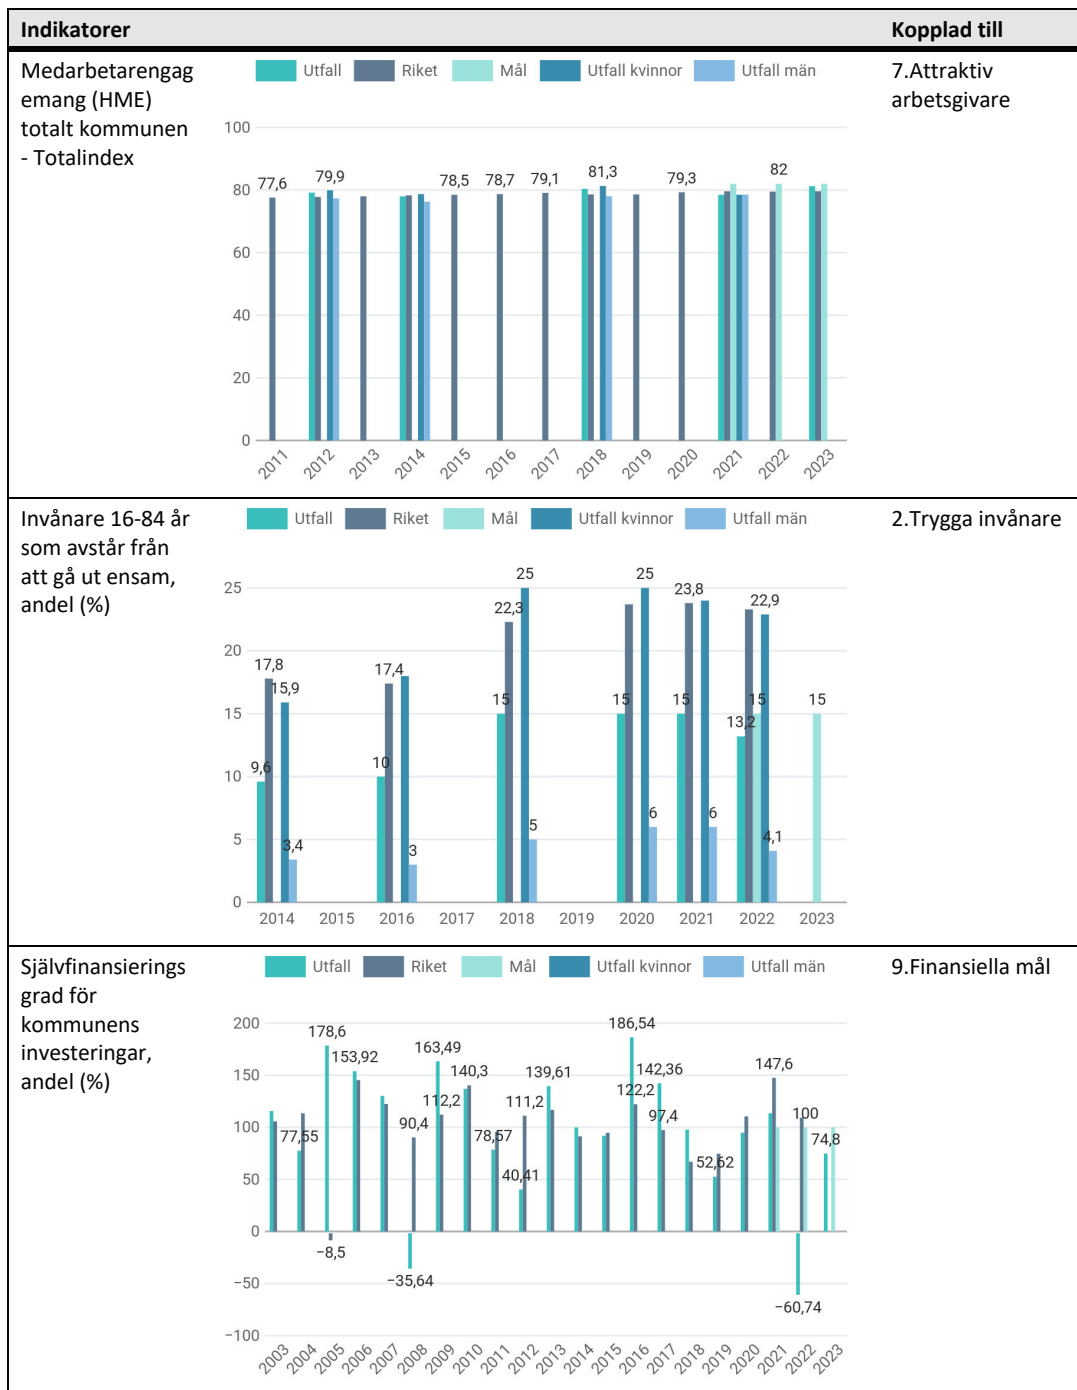 Indikatorer Kopplad till
Medarbetarengag
emang (HME)
totalt kommunen
- Totalindex
Utfall Riket Mål Utfall kvinnor Utfall män
7.Attraktiv
arbetsgivare
100
80
60
40
20
0
77,6 79,9 78,5 78,7 79,1 81,3 79,3 82
2011 2012 2013 2014 2015 2016 2017 2018 2019 2020 2021 2022 2023
Invånare 16-84 år
som avstår från
att gå ut ensam,
andel (%)
Utfall Riket Mål Utfall kvinnor Utfall män
2.Trygga invånare
25
20
15
10
5
0
9,6 17,8 15,9 3,4 10 17,4 3 15 22,3 25 5 15 25 6 15 23,8 6 13,2 15 22,9 4,1 15
2014 2015 2016 2017 2018 2019 2020 2021 2022 2023
Självfinansierings
grad för
kommunens
investeringar,
andel (%)
Utfall Riket Mål Utfall kvinnor Utfall män
9.Finansiella mål
200
150
100
50
0
−50
−100
77,55 178,6 −8,5 153,92 −35,64 90,4 163,49 112,2 140,3 78,57 40,41 111,2 139,61 186,54 122,2 142,36 97,4 52,62 147,6 −60,74 100 74,8
2003 2004 2005 2006 2007 2008 2009 2010 2011 2012 2013 2014 2015 2016 2017 2018 2019 2020 2021 2022 2023